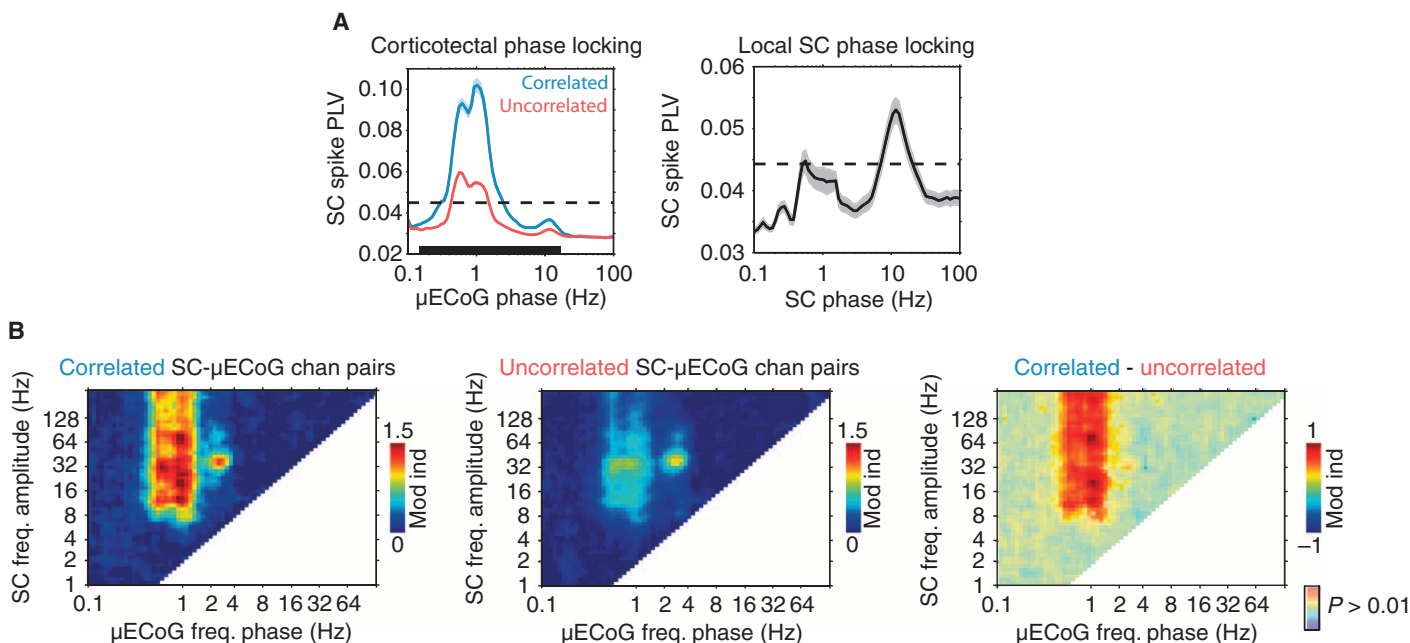 A
Corticotectal phase locking
Local SC phase locking
SC spike PLV
0.10
0.08
0.06
0.04
0.02
Correlated
Uncorrelated
0.1 1 10 100
µECoG phase (Hz)
SC spike PLV
0.06
0.05
0.04
0.03
0.1 1 10 100
SC phase (Hz)
B
Correlated SC-µECoG chan pairs
SC freq. amplitude (Hz)
128
64
32
16
8
4
2
1
0.1 1 2 4 8 16 32 64
µECoG freq. phase (Hz)
1.5
Mod ind
0
Uncorrelated SC-µECoG chan pairs
SC freq. amplitude (Hz)
128
64
32
16
8
4
2
1
0.1 1 2 4 8 16 32 64
µECoG freq. phase (Hz)
1.5
Mod ind
0
Correlated - uncorrelated
SC freq. amplitude (Hz)
128
64
32
16
8
4
2
1
0.1 1 2 4 8 16 32 64
µECoG freq. phase (Hz)
1
Mod ind
−1
P > 0.01